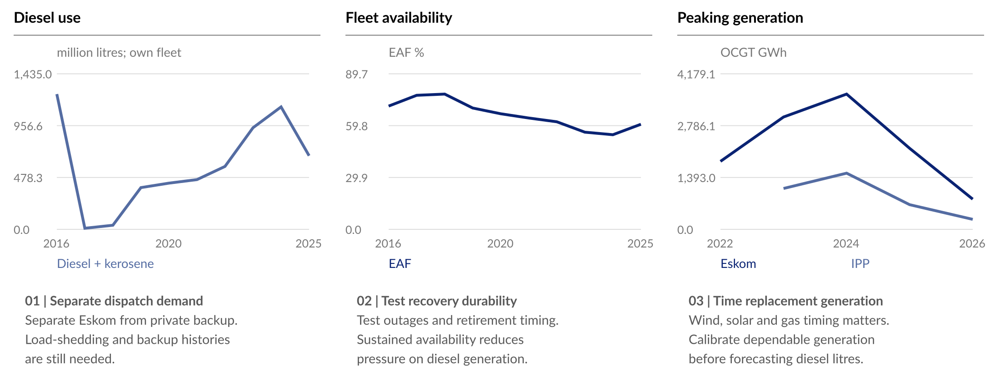 Diesel use
million litres; own fleet
1,435.0
956.6
478.3
0.0
2016 2020 2025
Diesel + kerosene
01 | Separate dispatch demand
Separate Eskom from private backup.
Load-shedding and backup histories
are still needed.
Fleet availability
EAF %
89.7
59.8
29.9
0.0
2016 2020 2025
EAF
02 | Test recovery durability
Test outages and retirement timing.
Sustained availability reduces
pressure on diesel generation.
Peaking generation
OCGT GWh
4,179.1
2,786.1
1,393.0
0.0
2022 2024 2026
Eskom IPP
03 | Time replacement generation
Wind, solar and gas timing matters.
Calibrate dependable generation
before forecasting diesel litres.